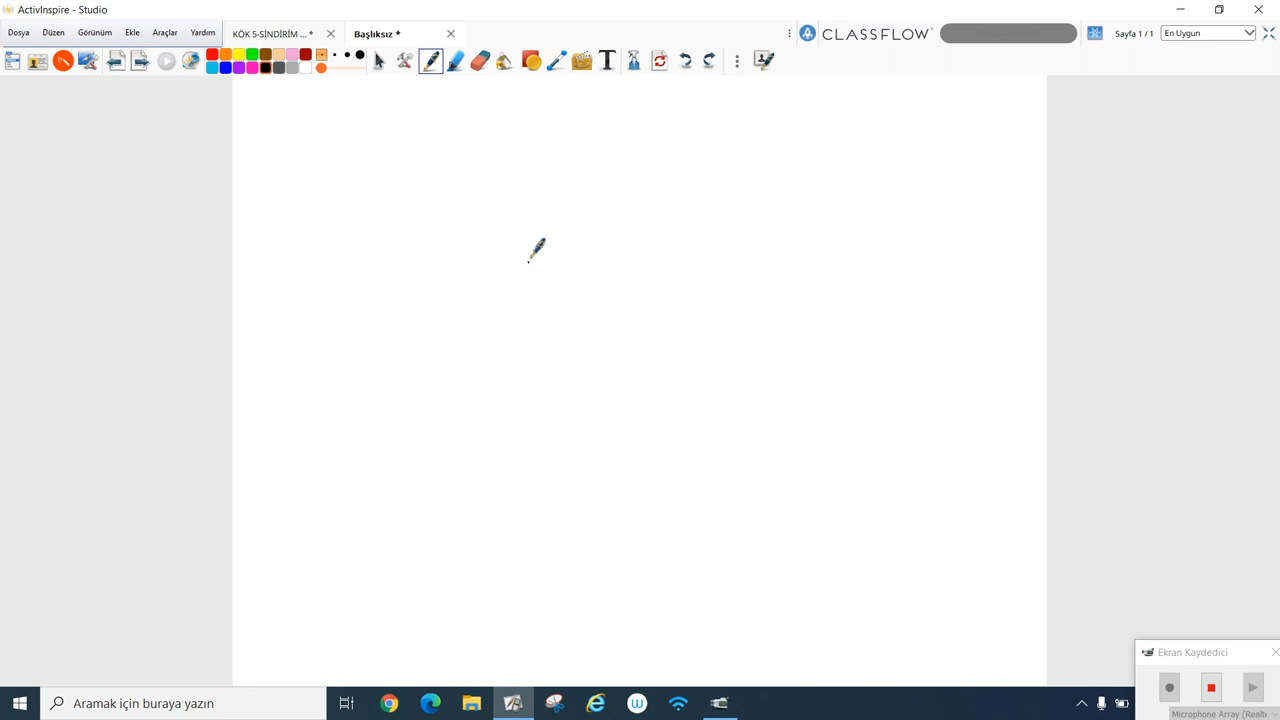 ActivInspire - Studio
Dosya Düzen Görünüm Ekle Araçlar Yardım
KÖK 5-SİNDİRİM ... *
Başlıksız *
CLASSFLOW
Sayfa 1 / 1
En Uygun
T
Ekran Kaydedici
Microphone Array (Realte
Aramak için buraya yazın